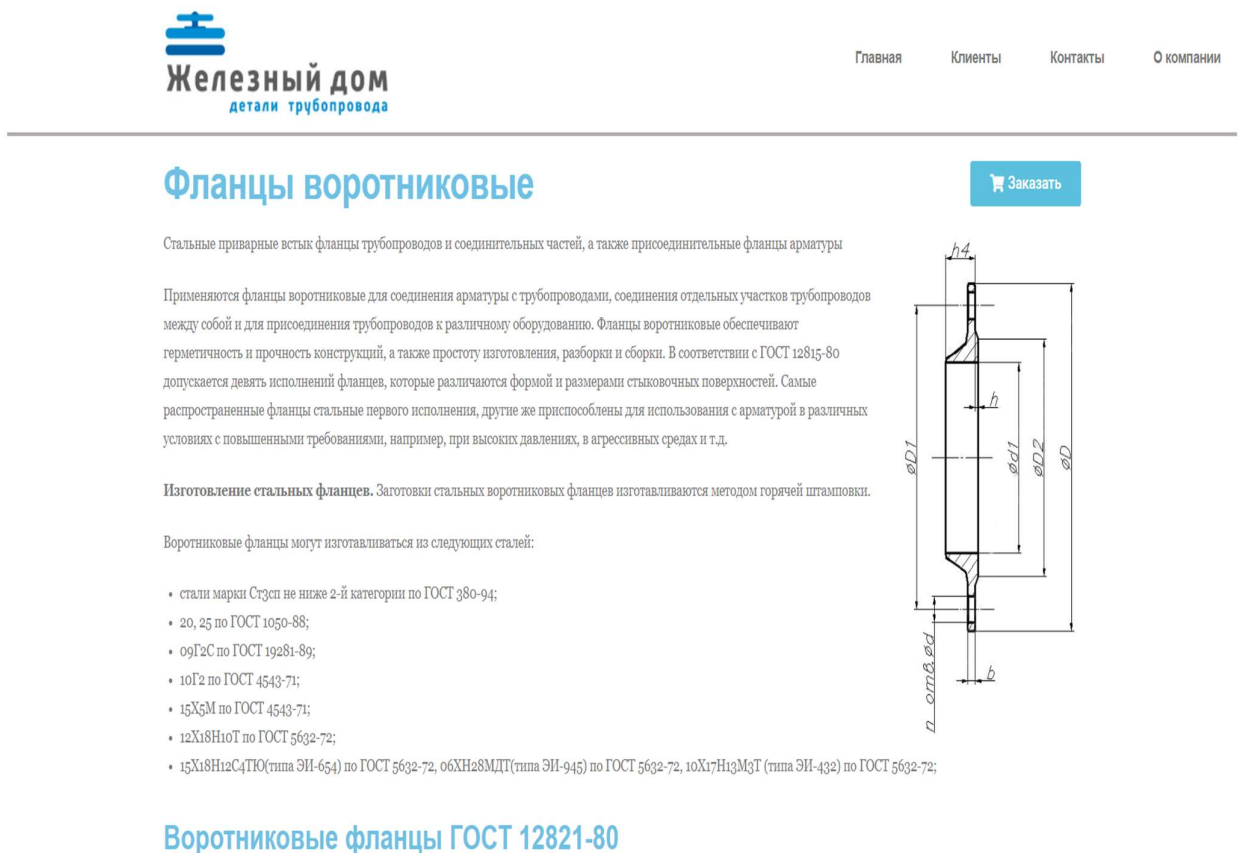 Железный дом
детали трубопровода
Главная Клиенты Контакты О компании
Фланцы воротниковые
Заказать
Стальные приварные встык фланцы трубопроводов и соединительных частей, а также присоединительные фланцы арматуры
Применяются фланцы воротниковые для соединения арматуры с трубопроводами, соединения отдельных участков трубопроводов
между собой и для присоединения трубопроводов к различному оборудованию. Фланцы воротниковые обеспечивают
герметичность и прочность конструкций, а также простоту изготовления, разборки и сборки. В соответствии с ГОСТ 12815-80
допускается девять исполнений фланцев, которые различаются формой и размерами стыковочных поверхностей. Самые
распространенные фланцы стальные первого исполнения, другие же приспособлены для использования с арматурой в различных
условиях с повышенными требованиями, например, при высоких давлениях, в агрессивных средах и т.д.
Изготовление стальных фланцев. Заготовки стальных воротниковых фланцев изготавливаются методом горячей штамповки.
Воротниковые фланцы могут изготавливаться из следующих сталей:
• стали марки Ст3сп не ниже 2-й категории по ГОСТ 380-94;
• 20, 25 по ГОСТ 1050-88;
• 09Г2С по ГОСТ 19281-89;
• 10Г2 по ГОСТ 4543-71;
• 15Х5М по ГОСТ 4543-71;
• 12Х18Н10Т по ГОСТ 5632-72;
• 15Х18Н12С4ТЮ(типа ЭИ-654) по ГОСТ 5632-72, 06ХН28МДТ(типа ЭИ-945) по ГОСТ 5632-72, 10Х17Н13М3Т (типа ЭИ-432) по ГОСТ 5632-72;
h4
h
øD1
ød1
øD2
øD
n отв. ød
b
Воротниковые фланцы ГОСТ 12821-80